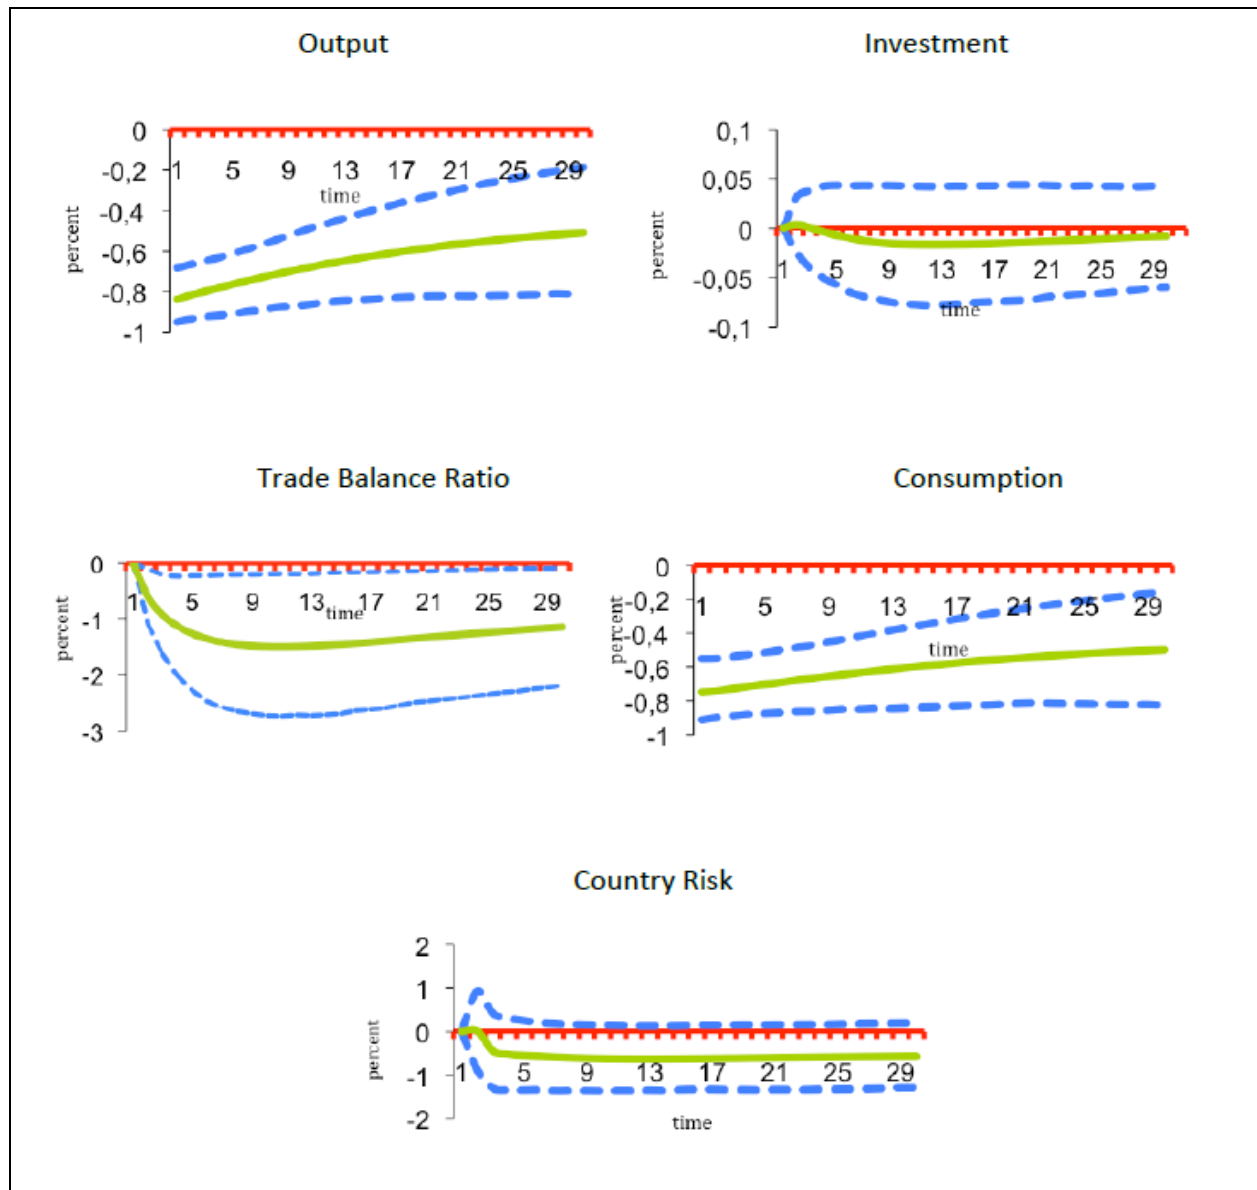 Output
0
-0,2
-0,4
-0,6
-0,8
-1
percent
1 5 9 13 17 21 25 29
time
Investment
0,1
0,05
0
-0,05
-0,1
percent
1 5 9 13 17 21 25 29
time
Trade Balance Ratio
0
-1
-2
-3
percent
1 5 9 13 17 21 25 29
time
Consumption
0
-0,2
-0,4
-0,6
-0,8
-1
percent
1 5 9 13 17 21 25 29
time
Country Risk
2
1
0
-1
-2
percent
1 5 9 13 17 21 25 29
time